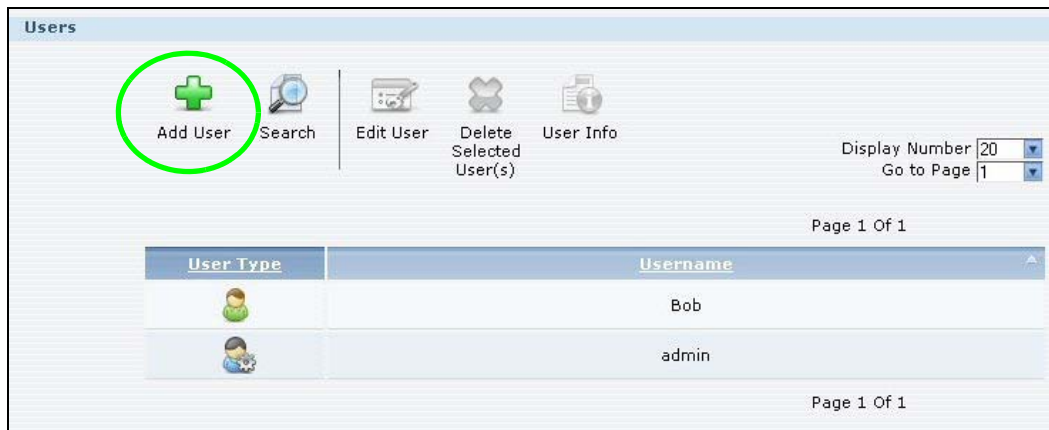 Users
Add User Search Edit User Delete Selected User(s) User Info
Display Number 20
Go to Page 1
Page 1 Of 1
User Type Username
Bob
admin
Page 1 Of 1